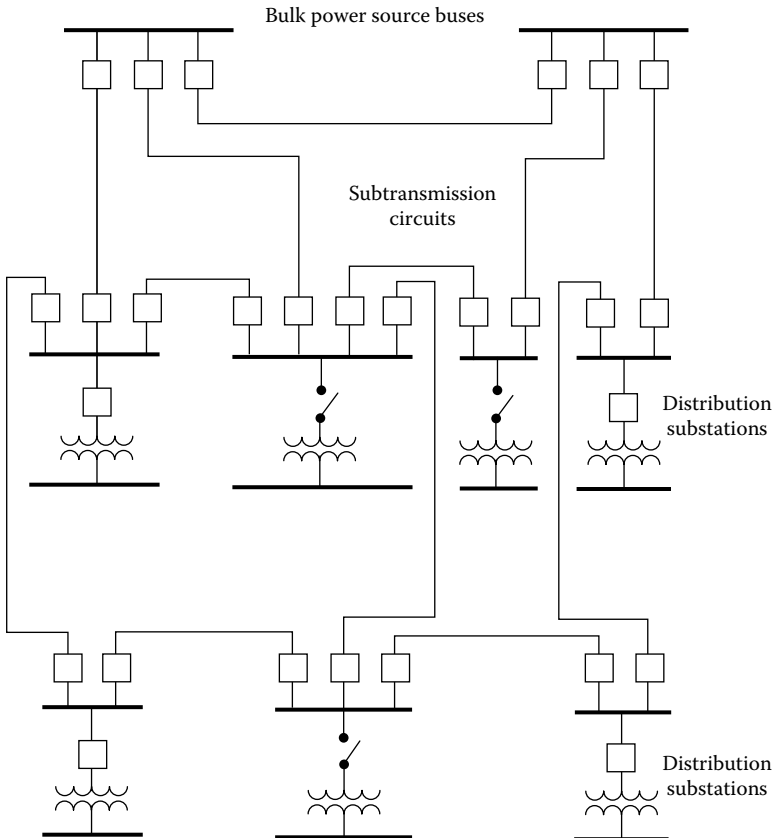 Bulk power source buses
Subtransmission
circuits
Distribution
substations
Distribution
substations